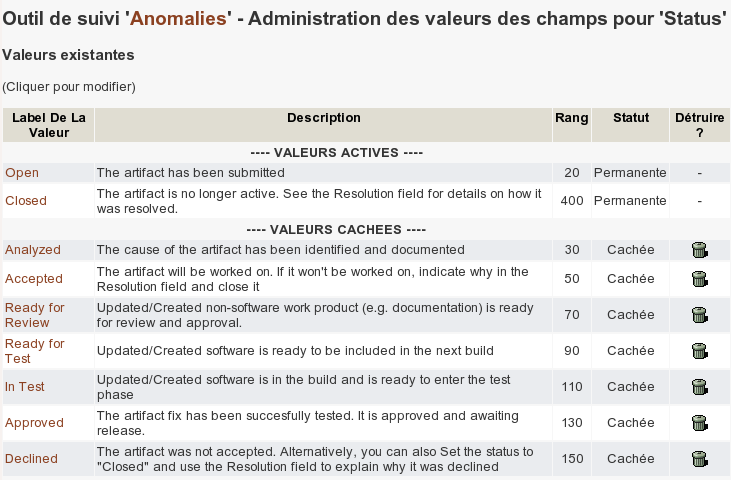 Outil de suivi 'Anomalies' - Administration des valeurs des champs pour 'Status'
Valeurs existantes
(Cliquer pour modifier)
Label De La Valeur Description Rang Statut Détruire ?
---- VALEURS ACTIVES ----
Open The artifact has been submitted 20 Permanente -
Closed The artifact is no longer active. See the Resolution field for details on how it was resolved. 400 Permanente -
---- VALEURS CACHEES ----
Analyzed The cause of the artifact has been identified and documented 30 Cachée
Accepted The artifact will be worked on. If it won't be worked on, indicate why in the Resolution field and close it 50 Cachée
Ready for Review Updated/Created non-software work product (e.g. documentation) is ready for review and approval. 70 Cachée
Ready for Test Updated/Created software is ready to be included in the next build 90 Cachée
In Test Updated/Created software is in the build and is ready to enter the test phase 110 Cachée
Approved The artifact fix has been succesfully tested. It is approved and awaiting release. 130 Cachée
Declined The artifact was not accepted. Alternatively, you can also Set the status to "Closed" and use the Resolution field to explain why it was declined 150 Cachée